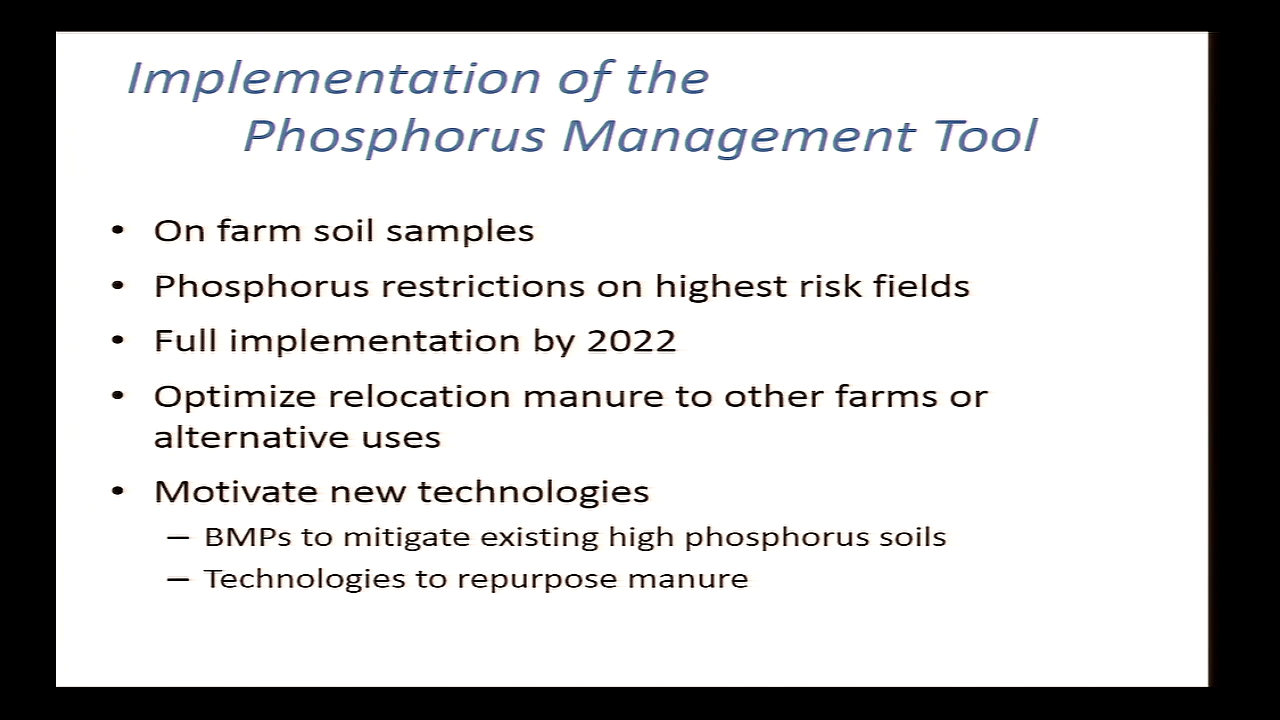 Implementation of the
Phosphorus Management Tool
• On farm soil samples
• Phosphorus restrictions on highest risk fields
• Full implementation by 2022
• Optimize relocation manure to other farms or
alternative uses
• Motivate new technologies
– BMPs to mitigate existing high phosphorus soils
– Technologies to repurpose manure